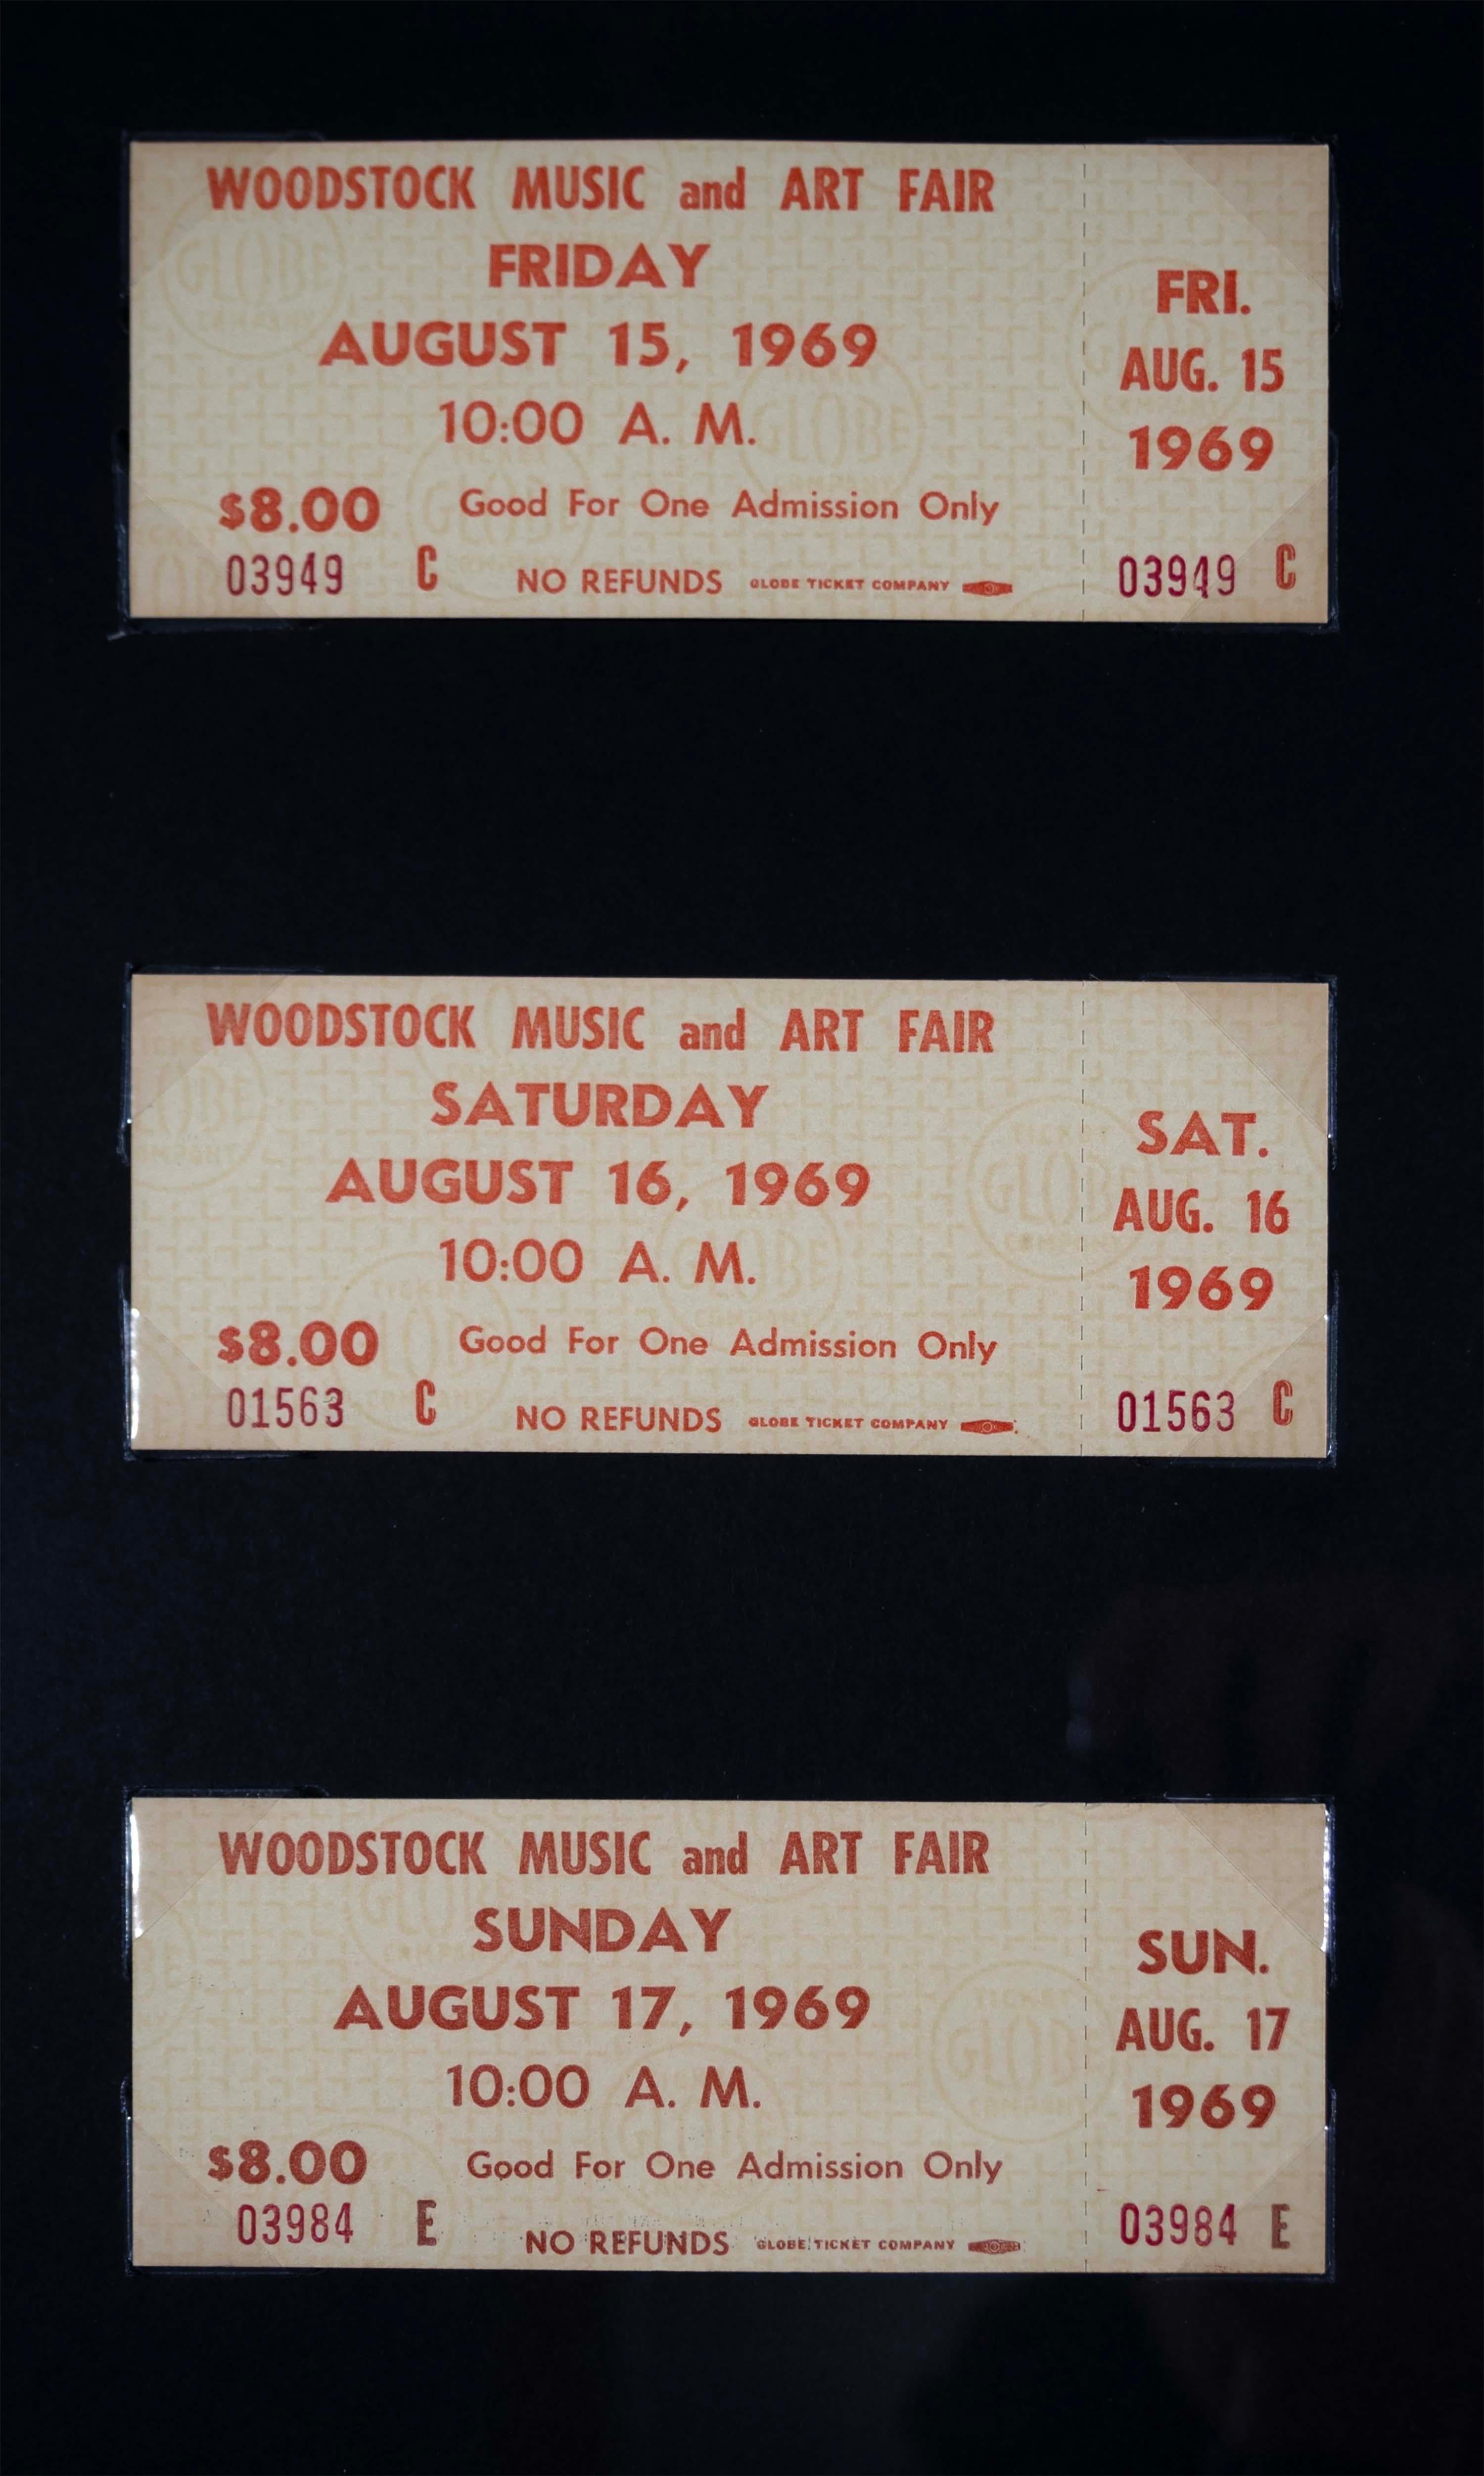 WOODSTOCK MUSIC and ART FAIR
FRIDAY
AUGUST 15, 1969
10:00 A. M.
$8.00 Good For One Admission Only
03949 C NO REFUNDS GLOBE TICKET COMPANY
FRI.
AUG. 15
1969
03949 C
WOODSTOCK MUSIC and ART FAIR
SATURDAY
AUGUST 16, 1969
10:00 A. M.
$8.00 Good For One Admission Only
01563 C NO REFUNDS GLOBE TICKET COMPANY
SAT.
AUG. 16
1969
01563 C
WOODSTOCK MUSIC and ART FAIR
SUNDAY
AUGUST 17, 1969
10:00 A. M.
$8.00 Good For One Admission Only
03984 E NO REFUNDS GLOBE TICKET COMPANY
SUN.
AUG. 17
1969
03984 E